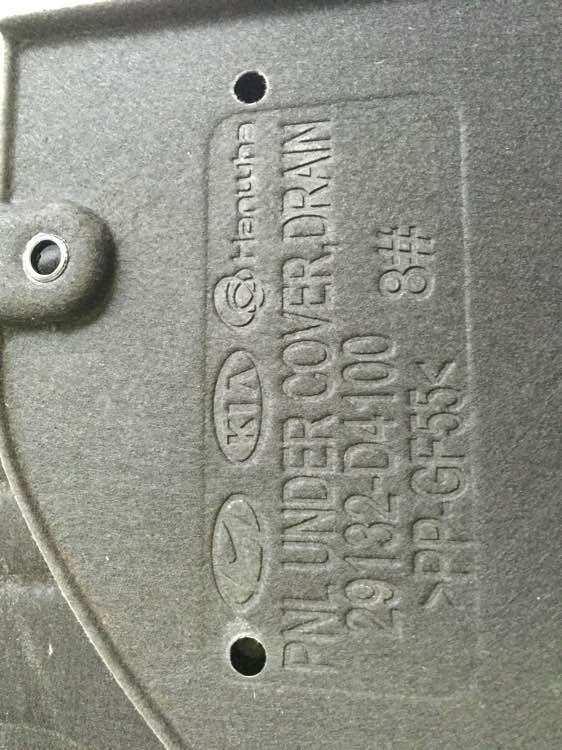 KIA Hanwha
PNL UNDER COVER,DRAIN
29132-D4100 8#
>PP-GF55<